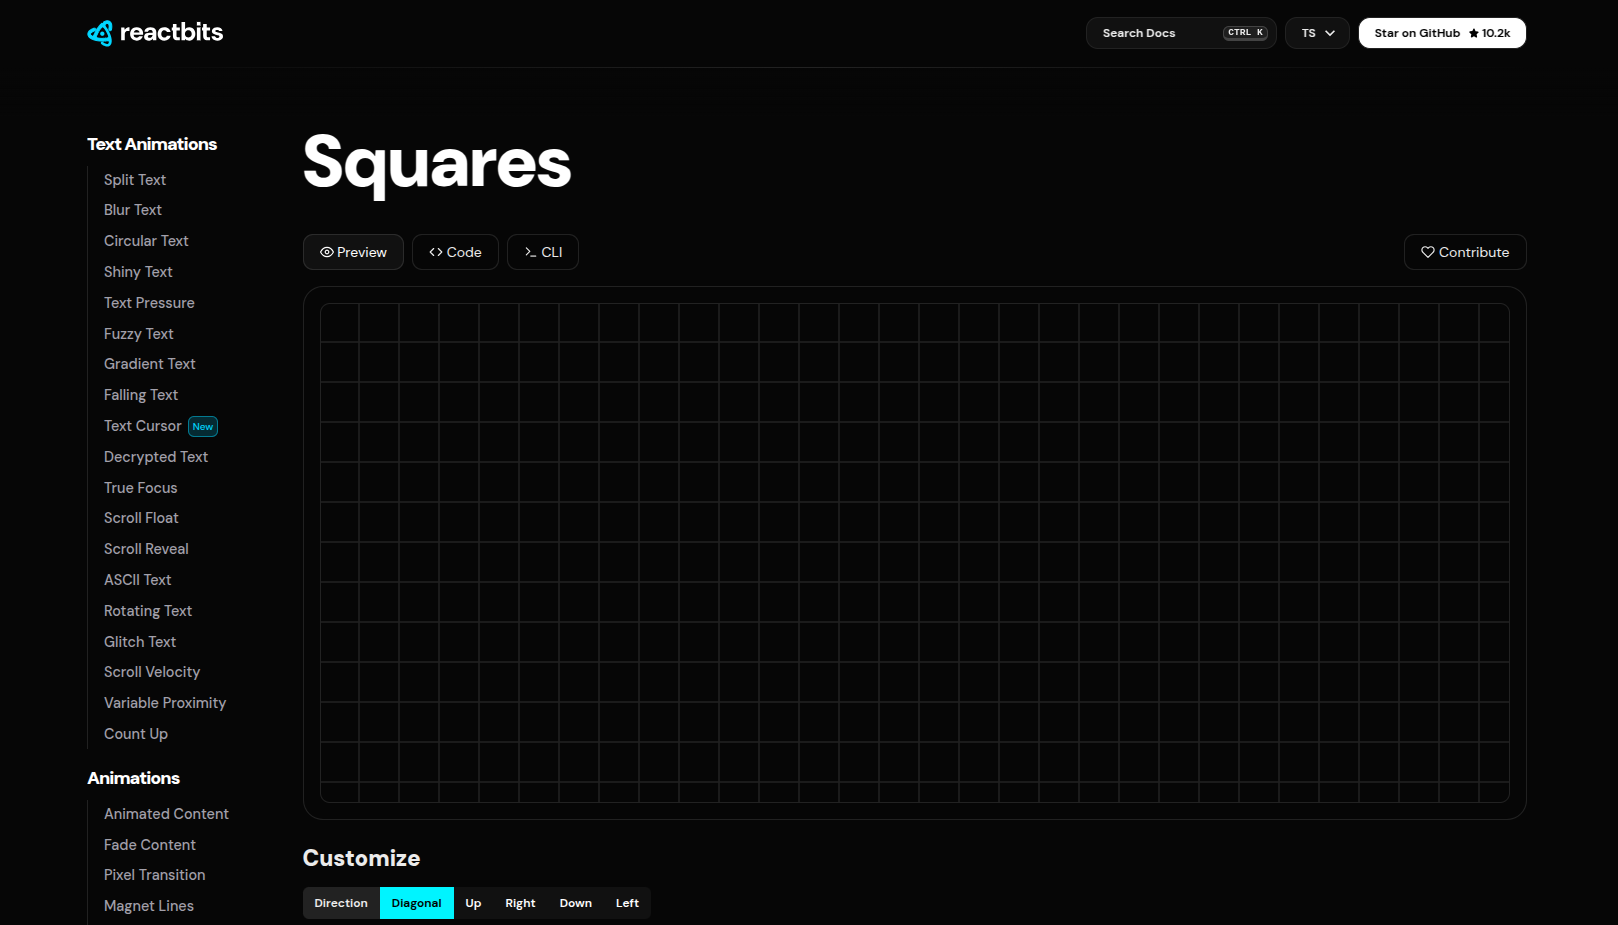 reactbits
Search Docs CTRL K
TS
Star on GitHub ★ 10.2k
Text Animations
Split Text
Blur Text
Circular Text
Shiny Text
Text Pressure
Fuzzy Text
Gradient Text
Falling Text
Text Cursor New
Decrypted Text
True Focus
Scroll Float
Scroll Reveal
ASCII Text
Rotating Text
Glitch Text
Scroll Velocity
Variable Proximity
Count Up
Animations
Animated Content
Fade Content
Pixel Transition
Magnet Lines
Squares
Preview
Code
CLI
Contribute
Customize
Direction Diagonal Up Right Down Left